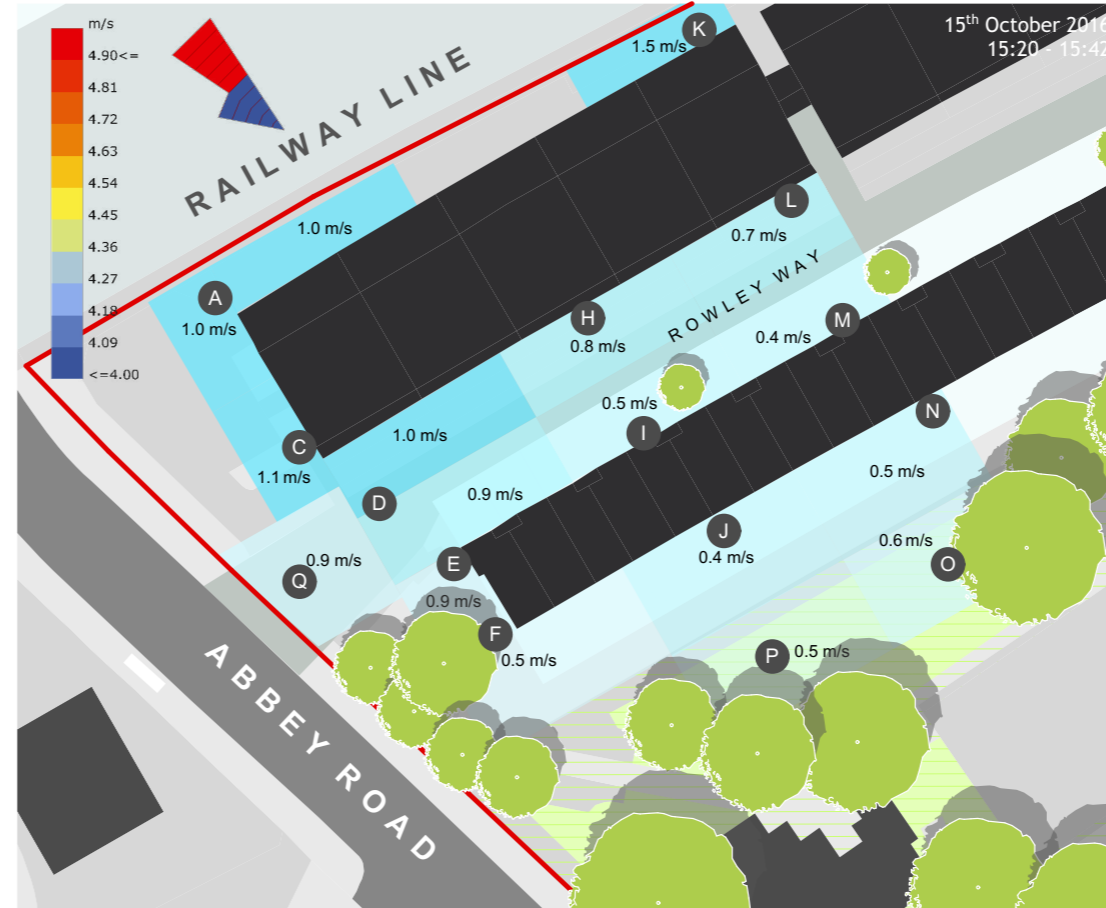 m/s
4.90<=
4.81
4.72
4.63
4.54
4.45
4.36
4.27
4.18
4.09
<=4.00
15th October 2016
15:20 - 15:42
RAILWAY LINE
K
1.5 m/s
1.0 m/s
A
1.0 m/s
L
0.7 m/s
ROWLEY WAY
H
0.8 m/s
M
0.4 m/s
0.5 m/s
I
N
C
1.0 m/s
1.1 m/s
D
0.9 m/s
0.5 m/s
J
0.4 m/s
0.6 m/s
O
E
0.9 m/s
Q
0.9 m/s
F
0.5 m/s
P
0.5 m/s
ABBEY ROAD